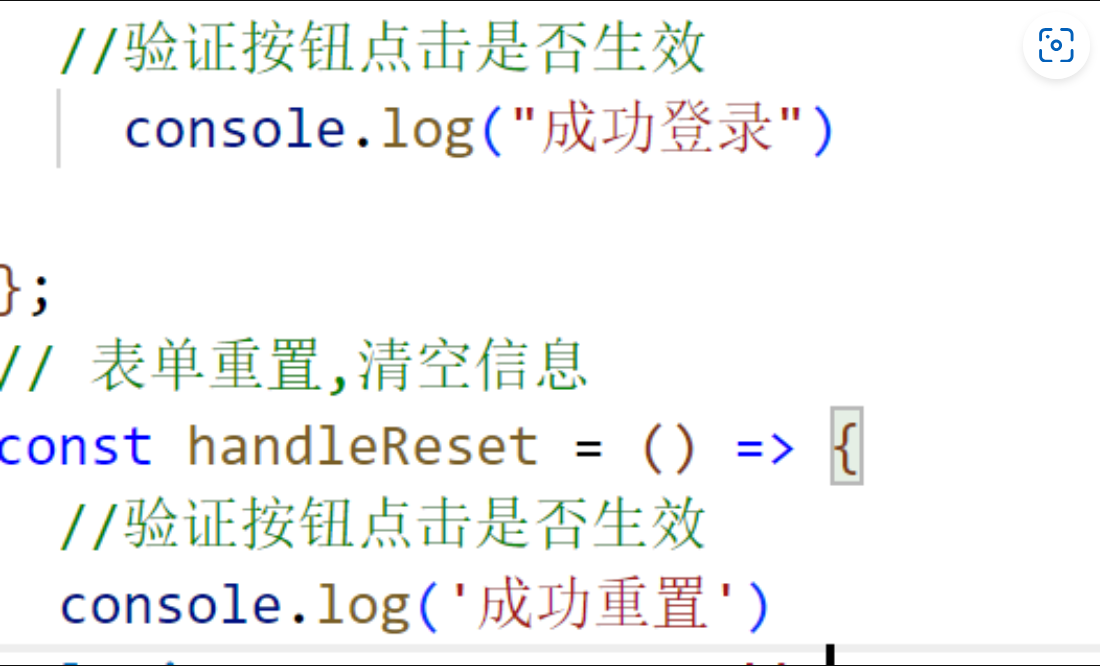 //验证按钮点击是否生效
console.log("成功登录")
};
// 表单重置,清空信息
const handleReset = () => {
//验证按钮点击是否生效
console.log('成功重置')